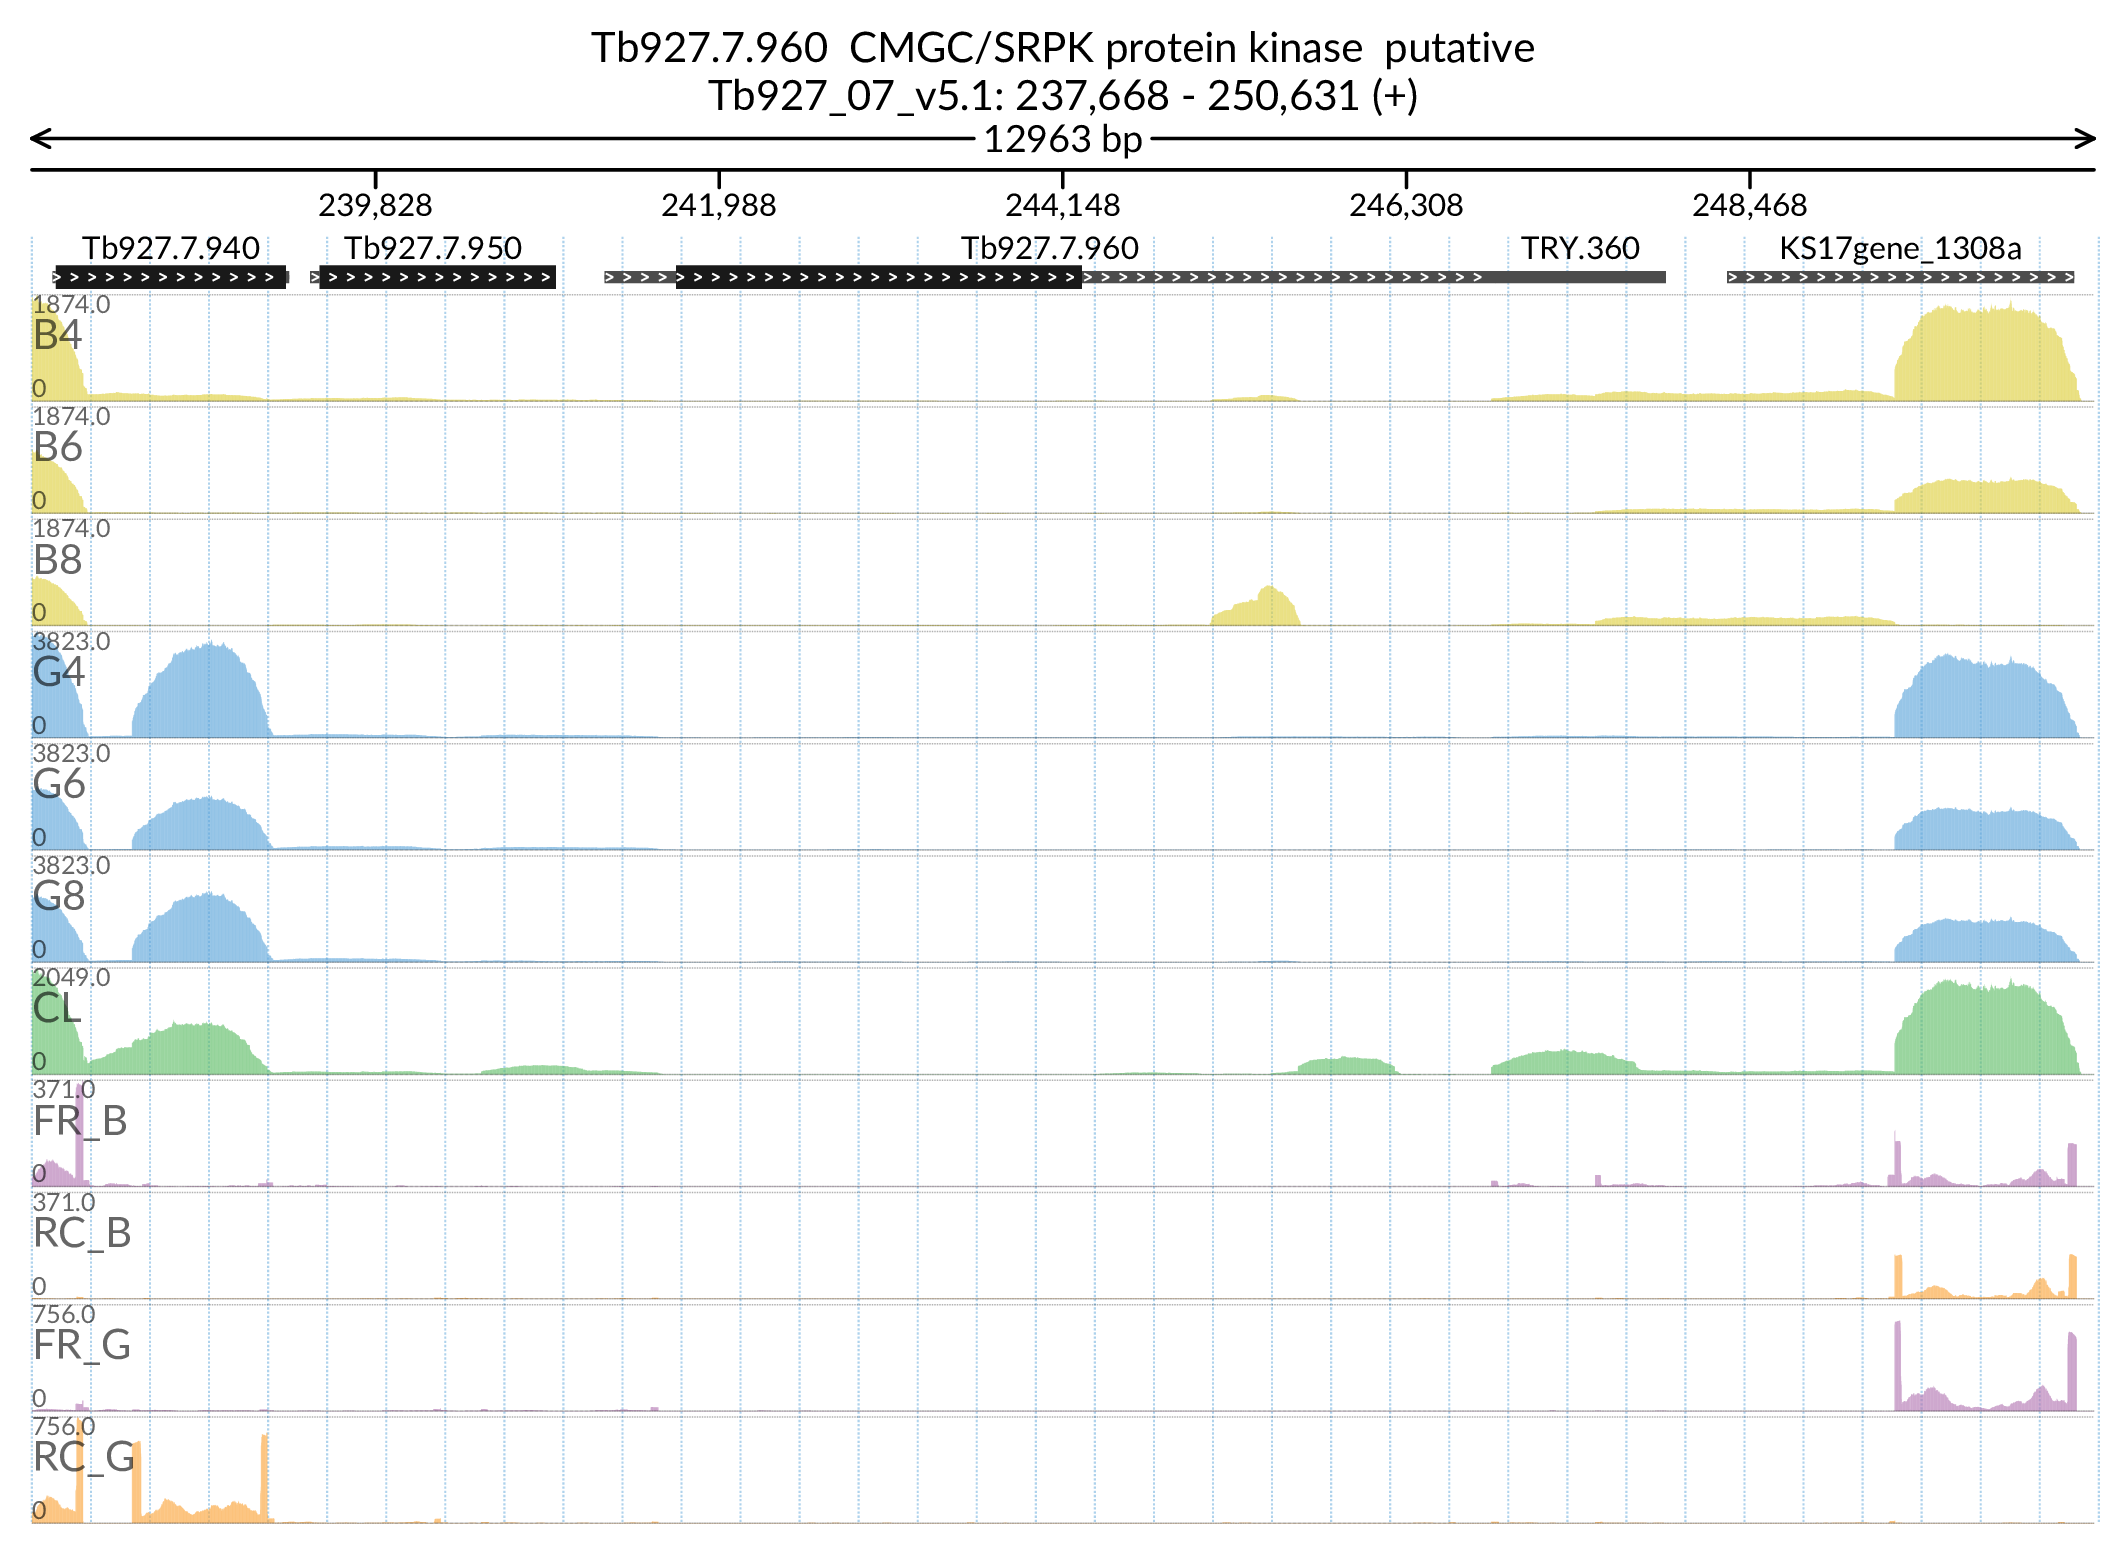 Tb927.7.960  CMGC/SRPK protein kinase  putative
Tb927_07_v5.1: 237,668 - 250,631 (+)
12963 bp
239,828 241,988 244,148 246,308 248,468
Tb927.7.940 Tb927.7.950 Tb927.7.960 TRY.360 KS17gene_1308a
1874.0
B4
0
1874.0
B6
0
1874.0
B8
0
3823.0
G4
0
3823.0
G6
0
3823.0
G8
0
2049.0
CL
0
371.0
FR_B
0
371.0
RC_B
0
756.0
FR_G
0
756.0
RC_G
0